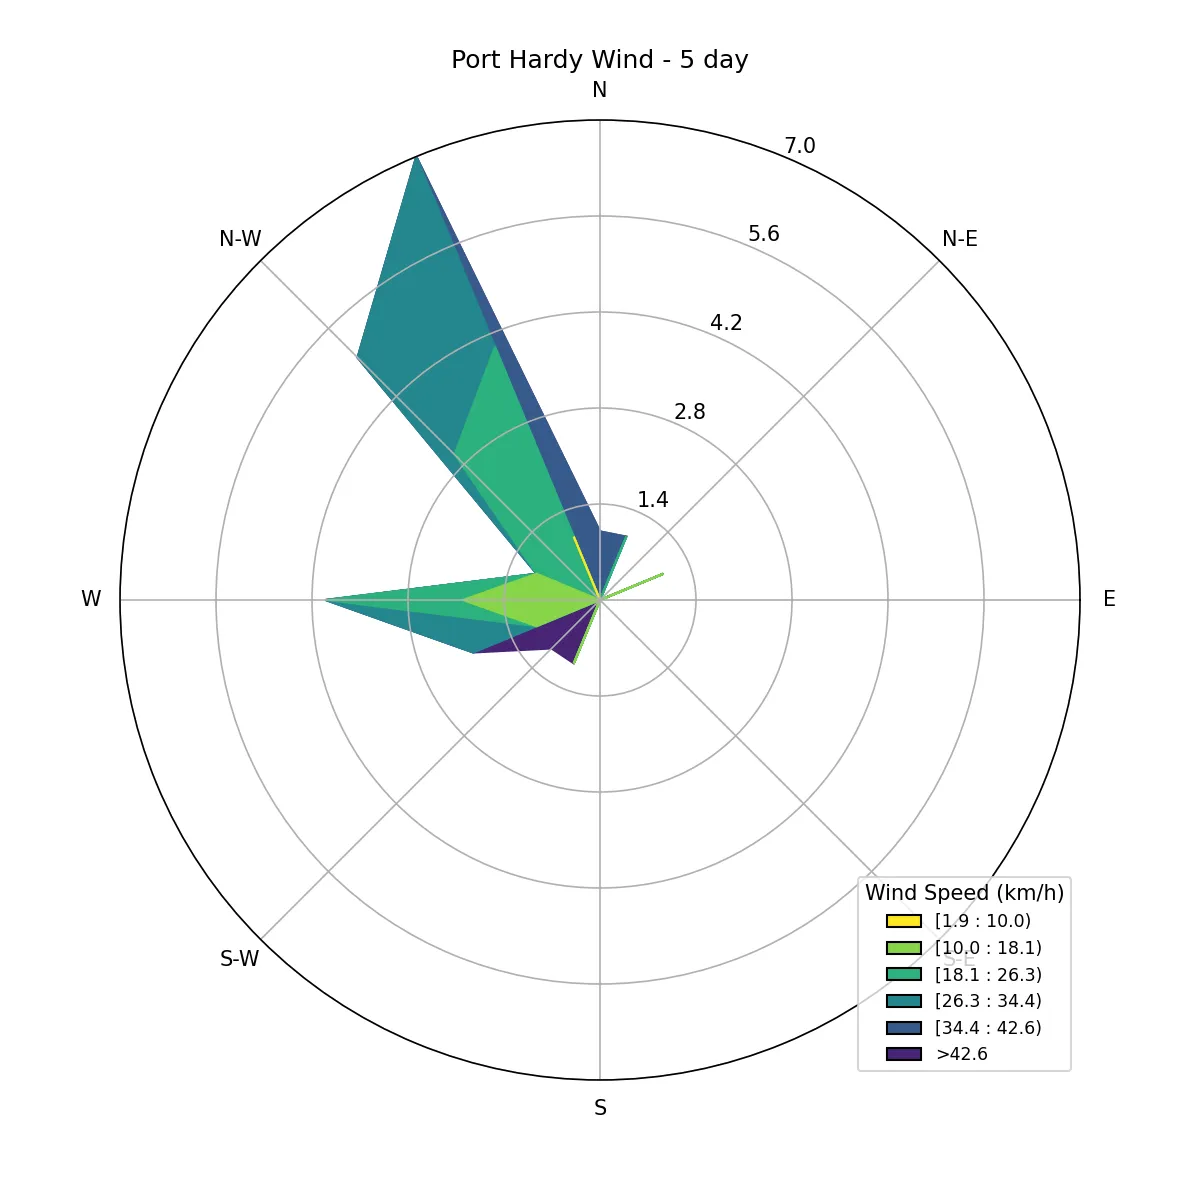 Port Hardy Wind - 5 day
N
7.0
N-W
5.6
N-E
4.2
2.8
1.4
W
E
Wind Speed (km/h)
[1.9 : 10.0)
[10.0 : 18.1)
S-W
S-E
[18.1 : 26.3)
[26.3 : 34.4)
[34.4 : 42.6)
>42.6
S